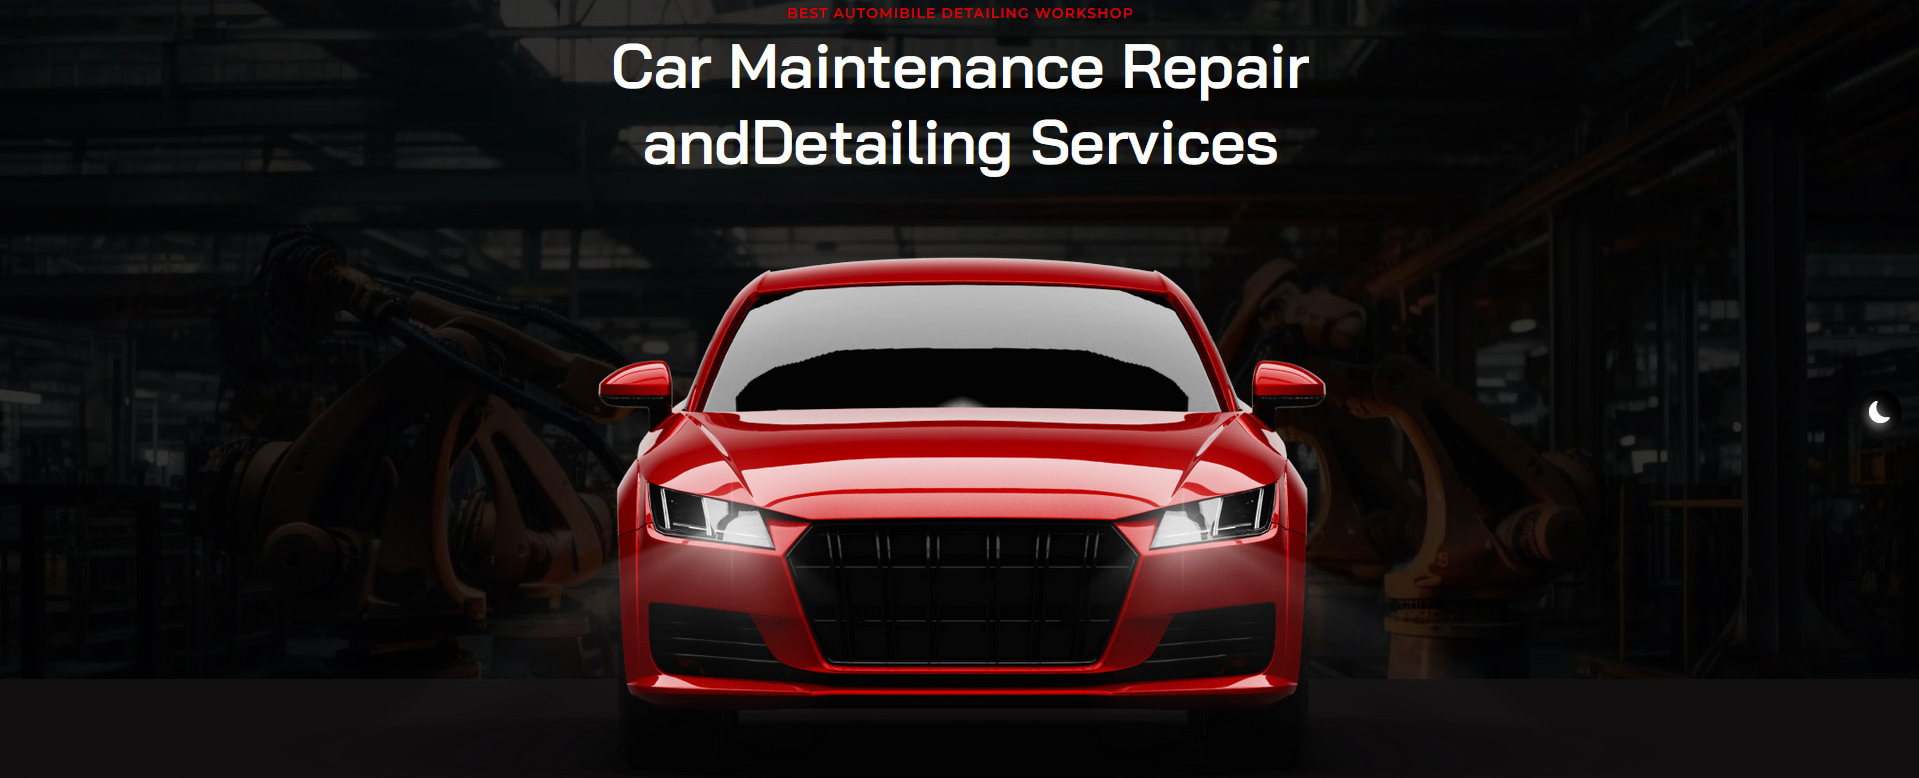 BEST AUTOMIBILE DETAILING WORKSHOP
Car Maintenance Repair
andDetailing Services